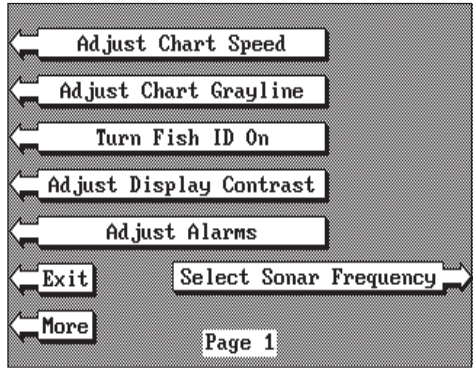 Adjust Chart Speed
Adjust Chart Grayline
Turn Fish ID On
Adjust Display Contrast
Adjust Alarms
Exit
Select Sonar Frequency
More
Page 1